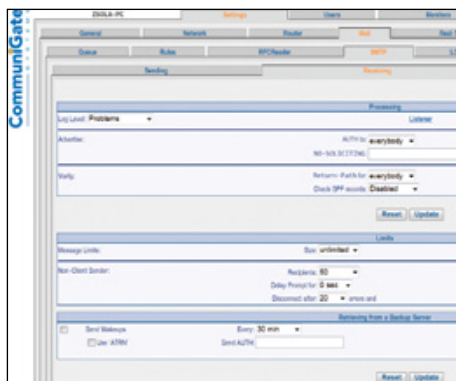 CommuniGate
ZSOLA-PC Settings Users Monitors
General Network Router Mail
Queue Rules RFCReader SMTP
Sending Receiving
Processing
Log Level: Problems Listener
Advertise: AUTH to: everybody
NO-SOLICITING:
Verify: Return-Path for everybody
Check SPF records: Disabled
Reset Update
Limits
Message Limits: Size: unlimited
Non-Client Sender: Recipients: 50
Delay Prompt for: 0 sec
Disconnect after: 20 errors and
Retrieving from a Backup Server
Send Wakeups Every: 30 min
Use 'ATRN' Send AUTH:
Reset Update